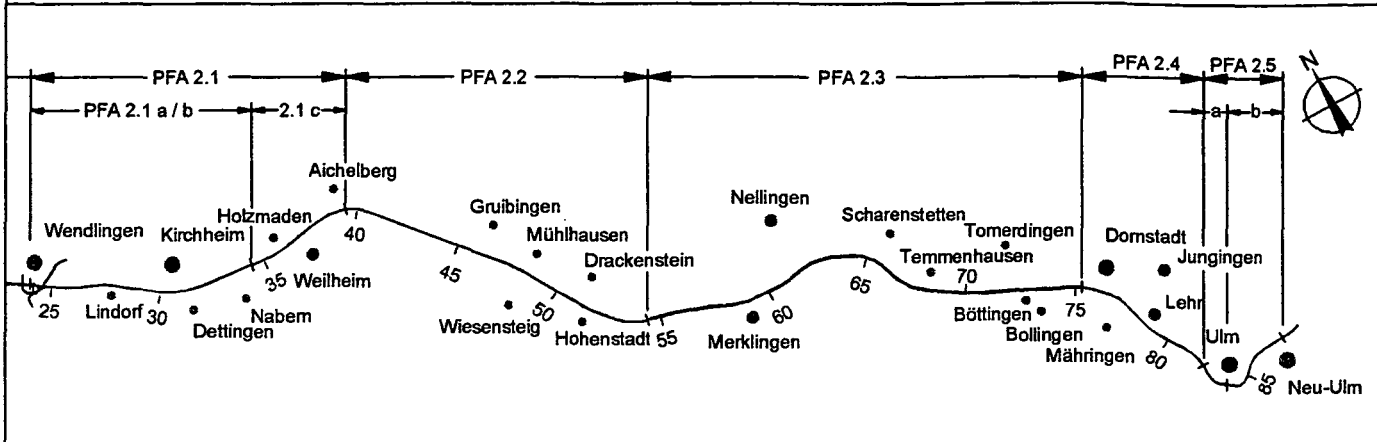 PFA 2.1
PFA 2.2
PFA 2.3
PFA 2.4
PFA 2.5
N
PFA 2.1 a / b
2.1 c
a
b
Aichelberg
Wendlingen
Kirchheim
Holzmaden
Weilheim
Lindorf
Dettingen
Nabern
25
30
35
40
Gruibingen
Mühlhausen
Drackenstein
Wiesensteig
Hohenstadt
45
50
55
Nellingen
Merklingen
60
Scharenstetten
65
Tomerdingen
Temmenhausen
70
Böttingen
Bollingen
Mähringen
75
Dornstadt
Jungingen
Lehr
80
Ulm
85
Neu-Ulm